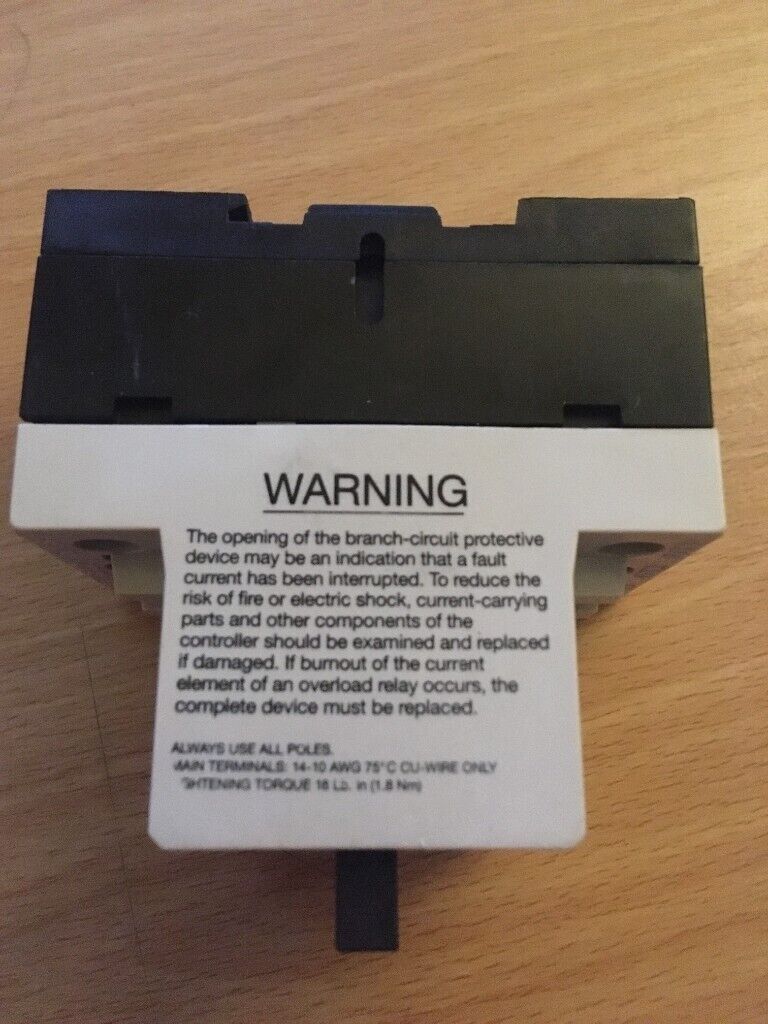 WARNING
The opening of the branch-circuit protective
device may be an indication that a fault
current has been interrupted. To reduce the
risk of fire or electric shock, current-carrying
parts and other components of the
controller should be examined and replaced
if damaged. If burnout of the current
element of an overload relay occurs, the
complete device must be replaced.
ALWAYS USE ALL POLES.
MAIN TERMINALS: 14-10 AWG 75°C CU-WIRE ONLY
TORQUE 16 Lb. in (1.8 Nm)